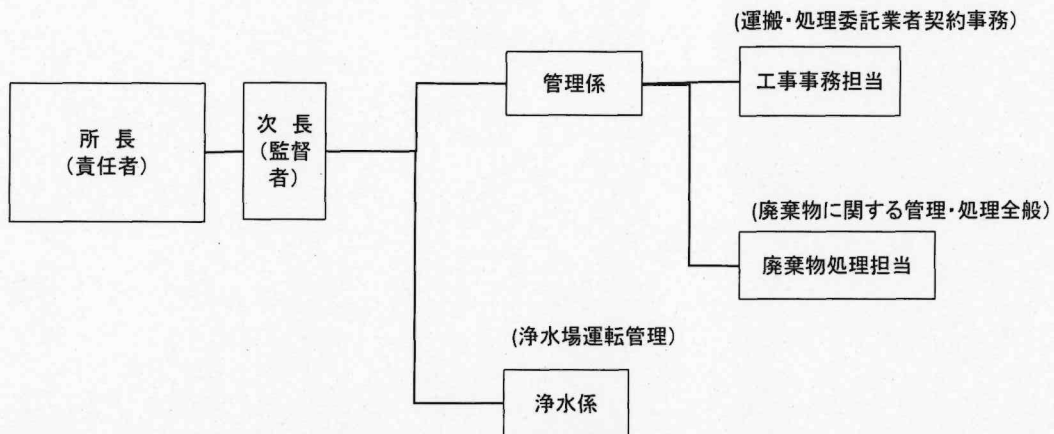 (運搬・処理委託業者契約事務)
管理係
工事事務担当
所 長
(責任者)
次 長
(監督
者)
(廃棄物に関する管理・処理全般)
廃棄物処理担当
(浄水場運転管理)
浄水係